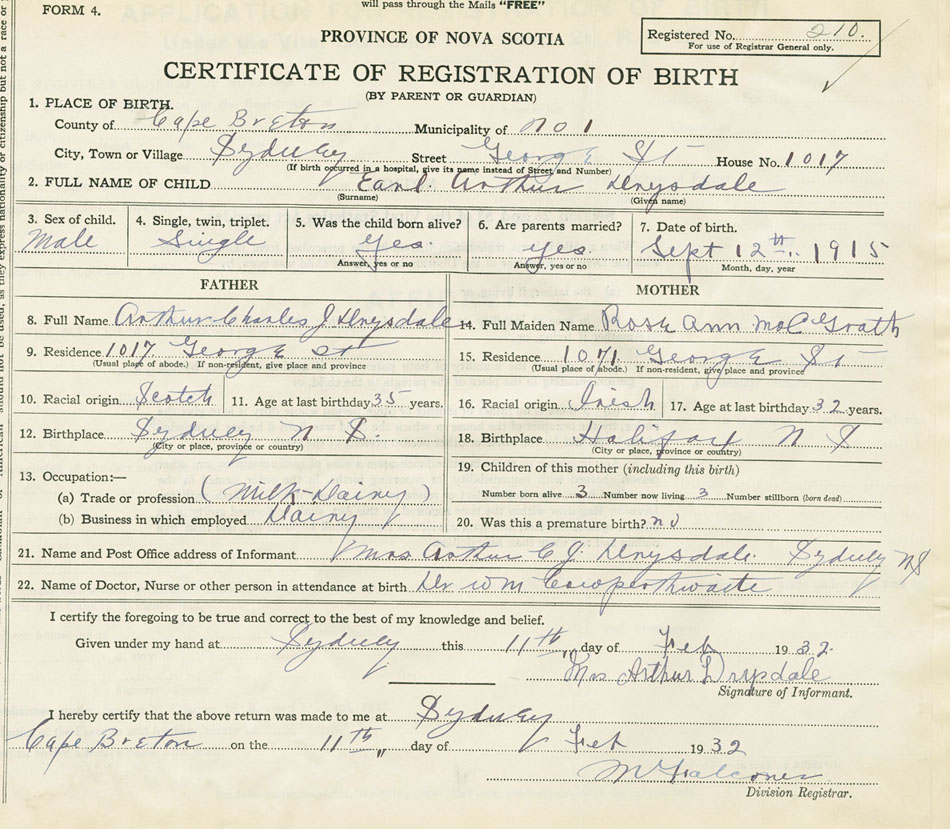 FORM 4.
will pass through the Mails "FREE"
PROVINCE OF NOVA SCOTIA
Registered No. 210.
For use of Registrar General only.
CERTIFICATE OF REGISTRATION OF BIRTH
(BY PARENT OR GUARDIAN)
1. PLACE OF BIRTH.
County of Cape Breton Municipality of no 1
City, Town or Village Sydney Street George St House No. 1017
(If birth occurred in a hospital, give its name instead of Street and Number)
2. FULL NAME OF CHILD Earl Arthur Drysdale
(Surname) (Given name)
3. Sex of child. 4. Single, twin, triplet. 5. Was the child born alive? 6. Are parents married? 7. Date of birth.
Male Single Yes. Yes. Sept 12th 1915
Answer, yes or no Answer, yes or no Month, day, year
FATHER MOTHER
8. Full Name Arthur Charles J Drysdale 14. Full Maiden Name Rose Ann McGrath
9. Residence 1017 George St 15. Residence 1071 George St
(Usual place of abode.) If non-resident, give place and province (Usual place of abode.) If non-resident, give place and province
10. Racial origin Scotch 11. Age at last birthday 35 years. 16. Racial origin Irish 17. Age at last birthday 32 years.
12. Birthplace Sydney N S. 18. Birthplace Halifax N S
(City or place, province or country) (City or place, province or country)
13. Occupation:— 19. Children of this mother (including this birth)
(a) Trade or profession (Milk-Dairy) Number born alive 3 Number now living 3 Number stillborn (born dead)
(b) Business in which employed Dairy 20. Was this a premature birth? no
21. Name and Post Office address of Informant Mrs Arthur C. J. Drysdale. Sydney NS
22. Name of Doctor, Nurse or other person in attendance at birth Dr Wm Cowperthwaite
I certify the foregoing to be true and correct to the best of my knowledge and belief.
Given under my hand at Sydney this 11th day of Feb 1932.
Mrs Arthur Drysdale
Signature of Informant.
I hereby certify that the above return was made to me at Sydney
Cape Breton on the 11th day of Feb 1932
M Falconer
Division Registrar.